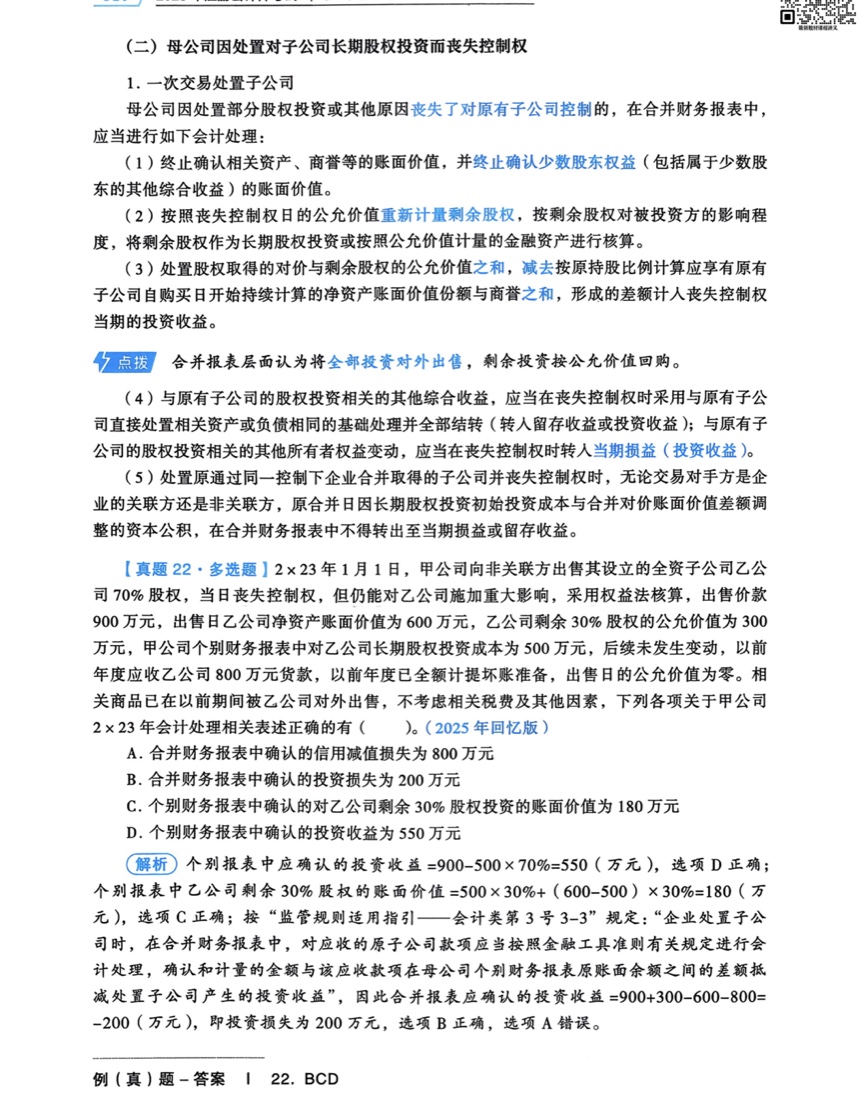 （二）母公司因处置对子公司长期股权投资而丧失控制权
1. 一次交易处置子公司
母公司因处置部分股权投资或其他原因丧失了对原有子公司控制的，在合并财务报表中，
应当进行如下会计处理：
（1）终止确认相关资产、商誉等的账面价值，并终止确认少数股东权益（包括属于少数股
东的其他综合收益）的账面价值。
（2）按照丧失控制权日的公允价值重新计量剩余股权，按剩余股权对被投资方的影响程
度，将剩余股权作为长期股权投资或按照公允价值计量的金融资产进行核算。
（3）处置股权取得的对价与剩余股权的公允价值之和，减去按原持股比例计算应享有原有
子公司自购买日开始持续计算的净资产账面价值份额与商誉之和，形成的差额计入丧失控制权
当期的投资收益。
点拨 合并报表层面认为将全部投资对外出售，剩余投资按公允价值回购。
（4）与原有子公司的股权投资相关的其他综合收益，应当在丧失控制权时采用与原有子公
司直接处置相关资产或负债相同的基础处理并全部结转（转入留存收益或投资收益）；与原有子
公司的股权投资相关的其他所有者权益变动，应当在丧失控制权时转入当期损益（投资收益）。
（5）处置原通过同一控制下企业合并取得的子公司并丧失控制权时，无论交易对手方是企
业的关联方还是非关联方，原合并日因长期股权投资初始投资成本与合并对价账面价值差额调
整的资本公积，在合并财务报表中不得转出至当期损益或留存收益。
【真题 22·多选题】2×23 年 1 月 1 日，甲公司向非关联方出售其设立的全资子公司乙公
司 70% 股权，当日丧失控制权，但仍能对乙公司施加重大影响，采用权益法核算，出售价款
900 万元，出售日乙公司净资产账面价值为 600 万元，乙公司剩余 30% 股权的公允价值为 300
万元，甲公司个别财务报表中对乙公司长期股权投资成本为 500 万元，后续未发生变动，以前
年度应收乙公司 800 万元货款，以前年度已全额计提坏账准备，出售日的公允价值为零。相
关商品已在以前期间被乙公司对外出售，不考虑相关税费及其他因素，下列各项关于甲公司
2×23 年会计处理相关表述正确的有（　　）。（2025 年回忆版）
A. 合并财务报表中确认的信用减值损失为 800 万元
B. 合并财务报表中确认的投资损失为 200 万元
C. 个别财务报表中确认的对乙公司剩余 30% 股权投资的账面价值为 180 万元
D. 个别财务报表中确认的投资收益为 550 万元
解析 个别报表中应确认的投资收益 =900-500×70%=550（万元），选项 D 正确；
个别报表中乙公司剩余 30% 股权的账面价值 =500×30%+（600-500）×30%=180（万
元），选项 C 正确；按“监管规则适用指引——会计类第 3 号 3-3”规定：“企业处置子公
司时，在合并财务报表中，对应收的原子公司款项应当按照金融工具准则有关规定进行会
计处理，确认和计量的金额与该应收款项在母公司个别财务报表原账面余额之间的差额抵
减处置子公司产生的投资收益”，因此合并报表应确认的投资收益 =900+300-600-800=
-200（万元），即投资损失为 200 万元，选项 B 正确，选项 A 错误。
例（真）题 – 答案 | 22. BCD